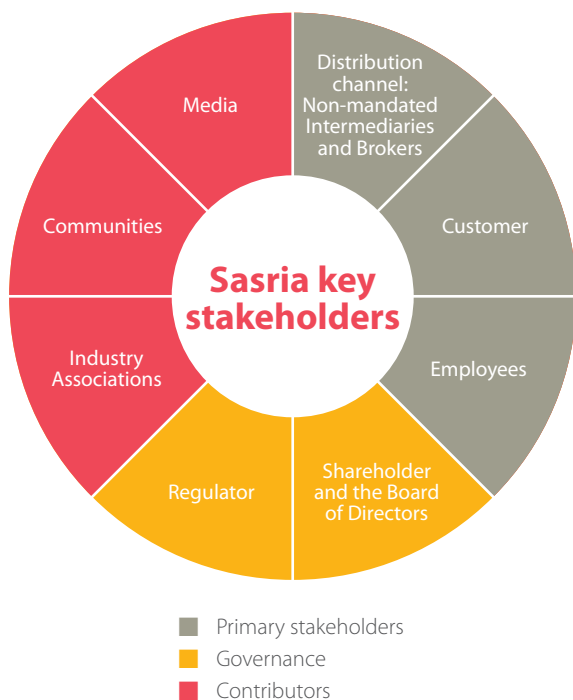 Sasria key
stakeholders
Distribution
channel:
Non-mandated
Intermediaries
and Brokers
Customer
Employees
Shareholder
and the Board
of Directors
Regulator
Industry
Associations
Communities
Media
Primary stakeholders
Governance
Contributors